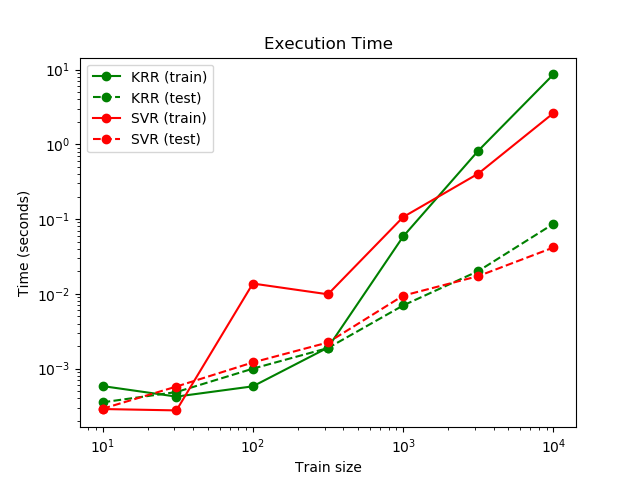 Execution Time
KRR (train)
KRR (test)
SVR (train)
SVR (test)
Time (seconds)
10¹
10⁰
10⁻¹
10⁻²
10⁻³
10¹
10²
10³
10⁴
Train size